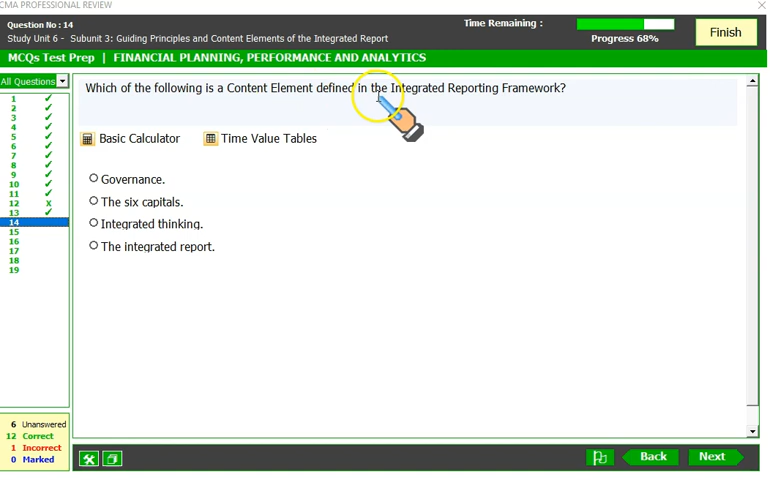 CMA PROFESSIONAL REVIEW
Question No : 14
Study Unit 6 - Subunit 3: Guiding Principles and Content Elements of the Integrated Report
Time Remaining :
Progress 68%
Finish
MCQs Test Prep | FINANCIAL PLANNING, PERFORMANCE AND ANALYTICS
All Questions
Which of the following is a Content Element defined in the Integrated Reporting Framework?
Basic Calculator
Time Value Tables
Governance.
The six capitals.
Integrated thinking.
The integrated report.
1 ✓
2 ✓
3 ✓
4 ✓
5 ✓
6 ✓
7 ✓
8 ✓
9 ✓
10 ✓
11 ✓
12 x
13 ✓
14
15
16
17
18
19
6 Unanswered
12 Correct
1 Incorrect
0 Marked
Back
Next